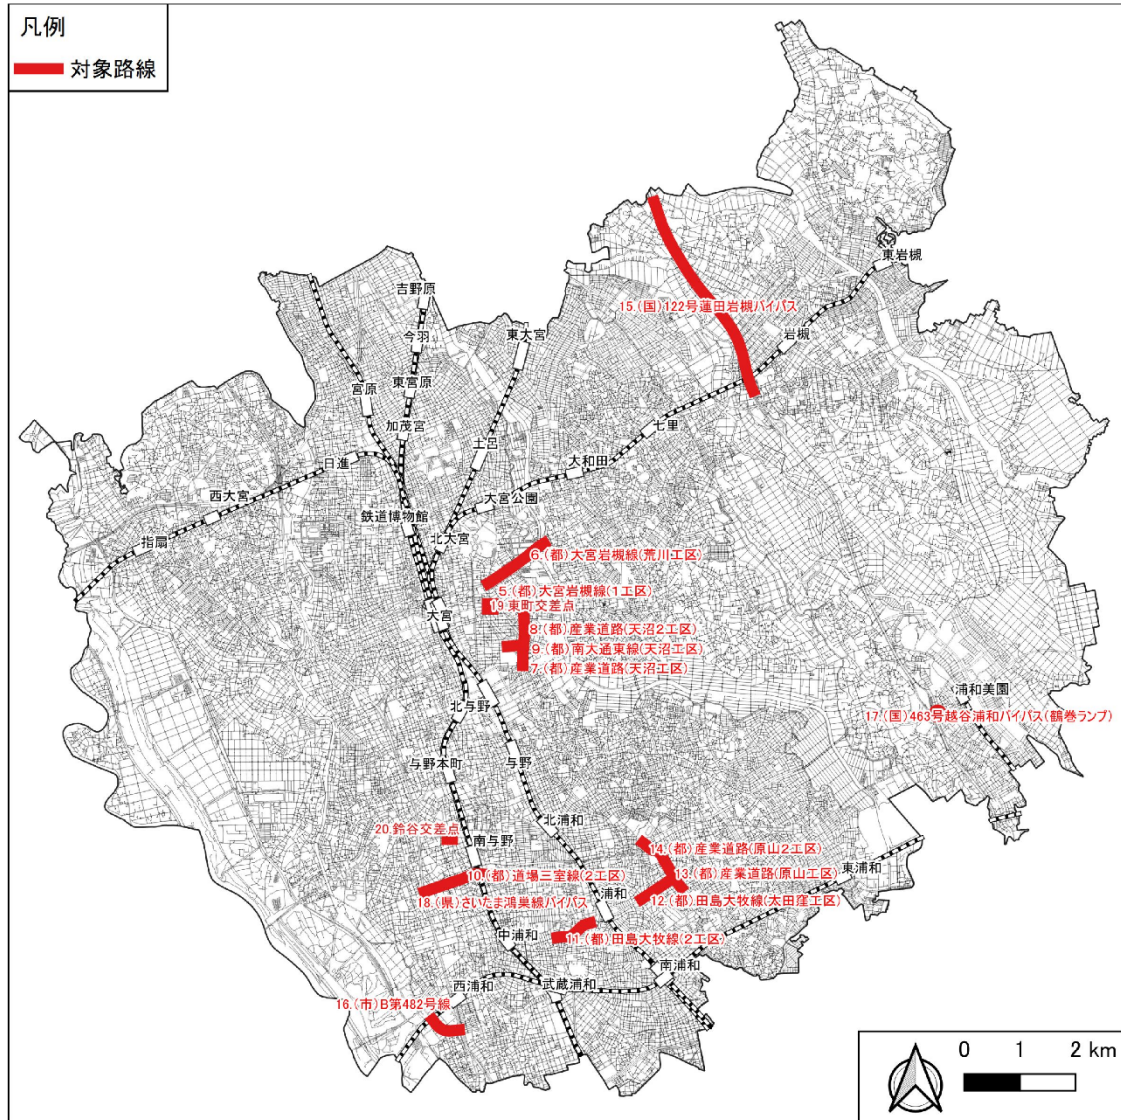 凡例
対象路線
東岩槻
吉野原
15.(国)122号蓮田岩槻バイパス
今羽
東大宮
岩槻
東宮原
宮原
加茂宮
七里
土呂
日進
大和田
西大宮
大宮公園
鉄道博物館
指扇
北大宮
6.(都)大宮岩槻線(荒川工区)
5.(都)大宮岩槻線(1工区)
19.東町交差点
大宮
8.(都)産業道路(天沼2工区)
9.(都)南大通東線(天沼工区)
7.(都)産業道路(天沼工区)
浦和美園
北与野
17.(国)463号越谷浦和バイパス(鶴巻ランプ)
与野本町
与野
北浦和
20.鈴谷交差点
南与野
14.(都)産業道路(原山2工区)
東浦和
10.(都)道場三室線(2工区)
13.(都)産業道路(原山工区)
浦和
18.(県)さいたま鴻巣線バイパス
12.(都)田島大牧線(太田窪工区)
中浦和
11.(都)田島大牧線(2工区)
南浦和
西浦和
武蔵浦和
16.(市)B第482号線
0 1 2 km